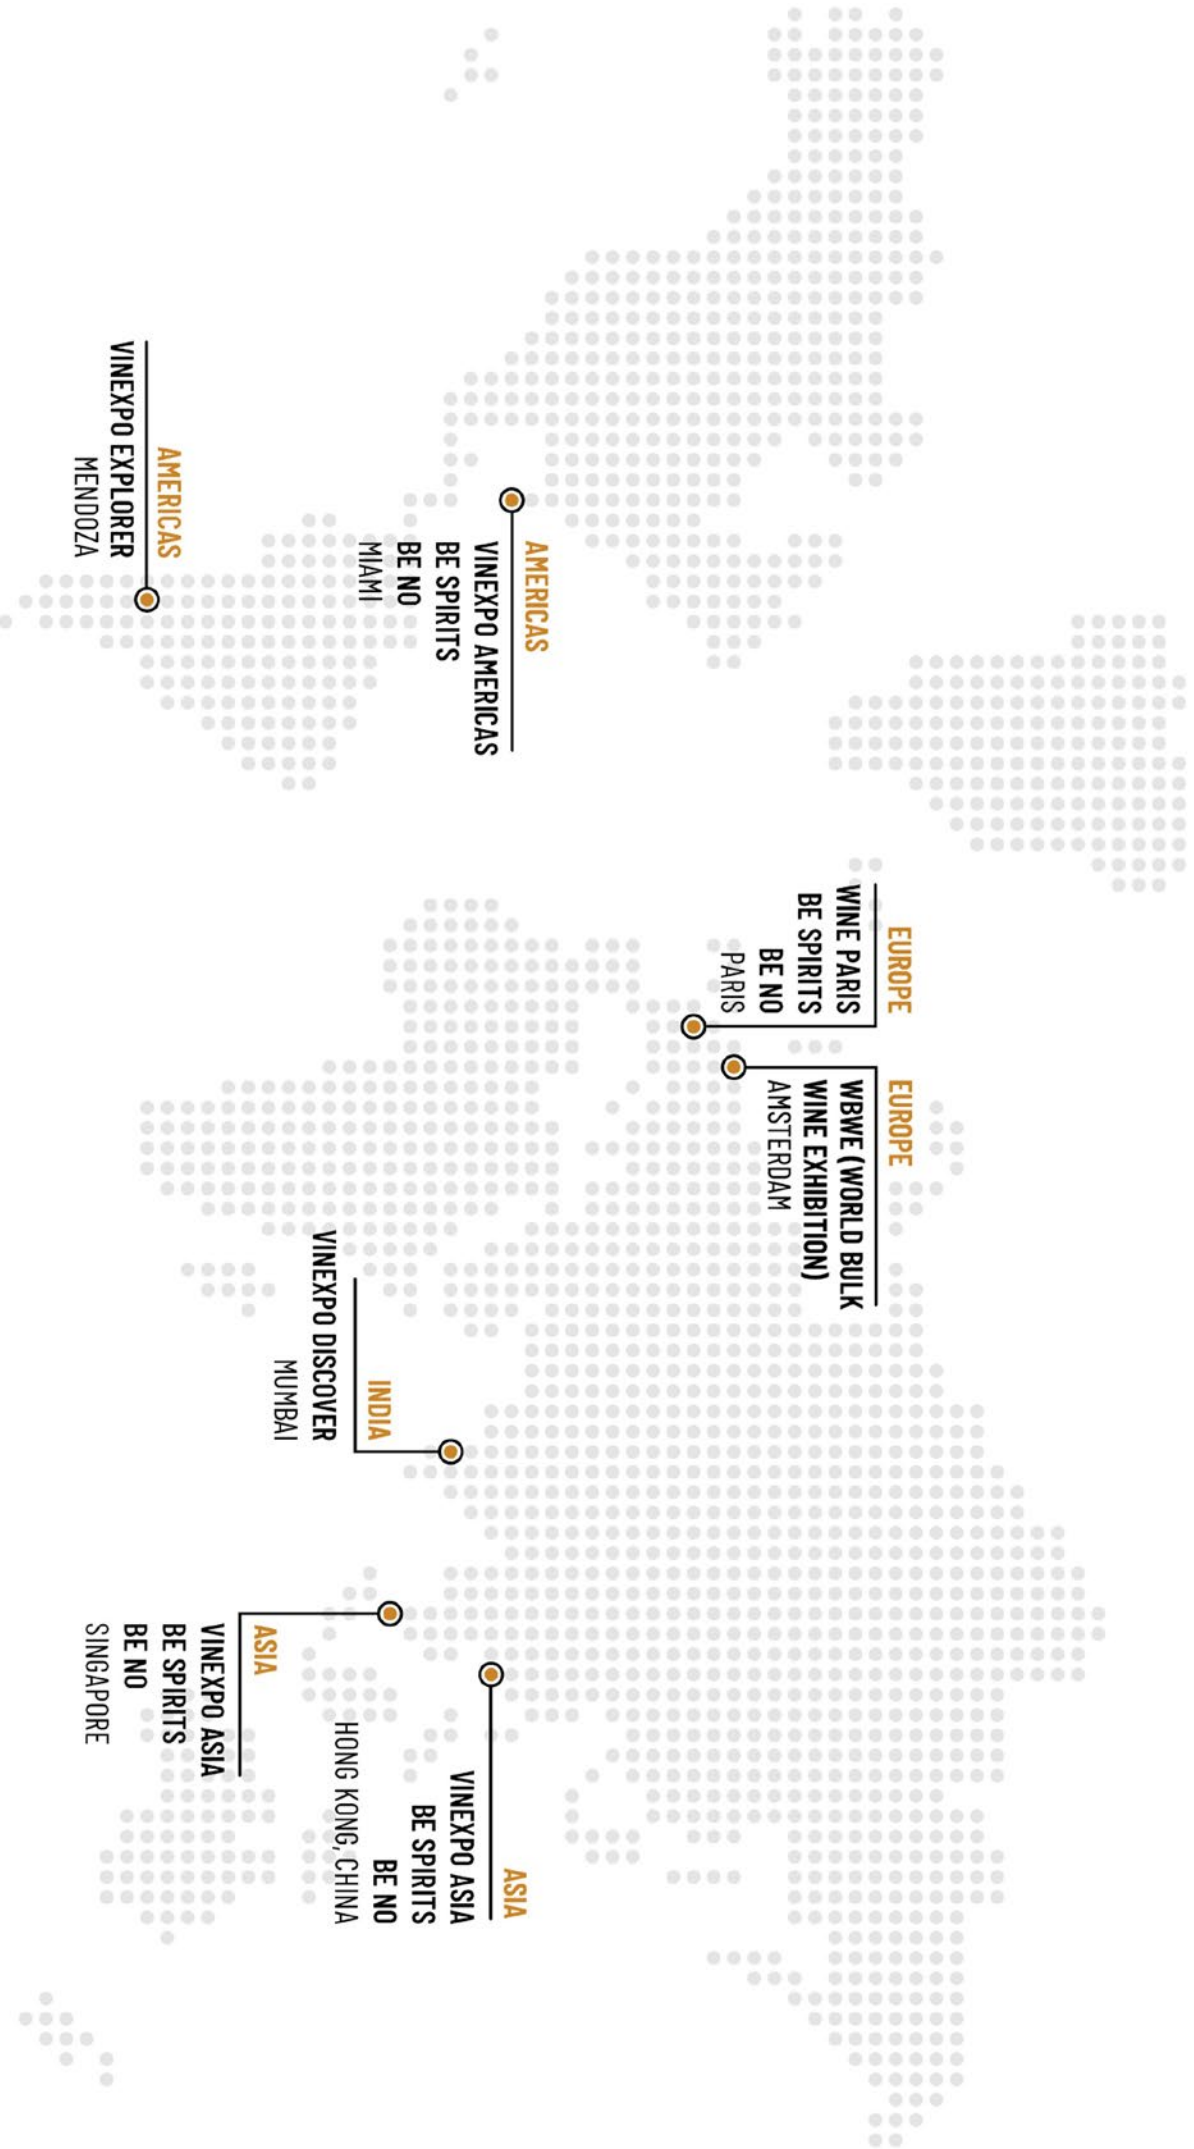 EUROPE
WINE PARIS
BE SPIRITS
BE NO
PARIS
EUROPE
WBWE (WORLD BULK
WINE EXHIBITION)
AMSTERDAM
AMERICAS
VINEXPO AMERICAS
BE SPIRITS
BE NO
MIAMI
ASIA
VINEXPO ASIA
BE SPIRITS
BE NO
HONG KONG, CHINA
INDIA
VINEXPO DISCOVER
MUMBAI
ASIA
VINEXPO ASIA
BE SPIRITS
BE NO
SINGAPORE
AMERICAS
VINEXPO EXPLORER
MENDOZA